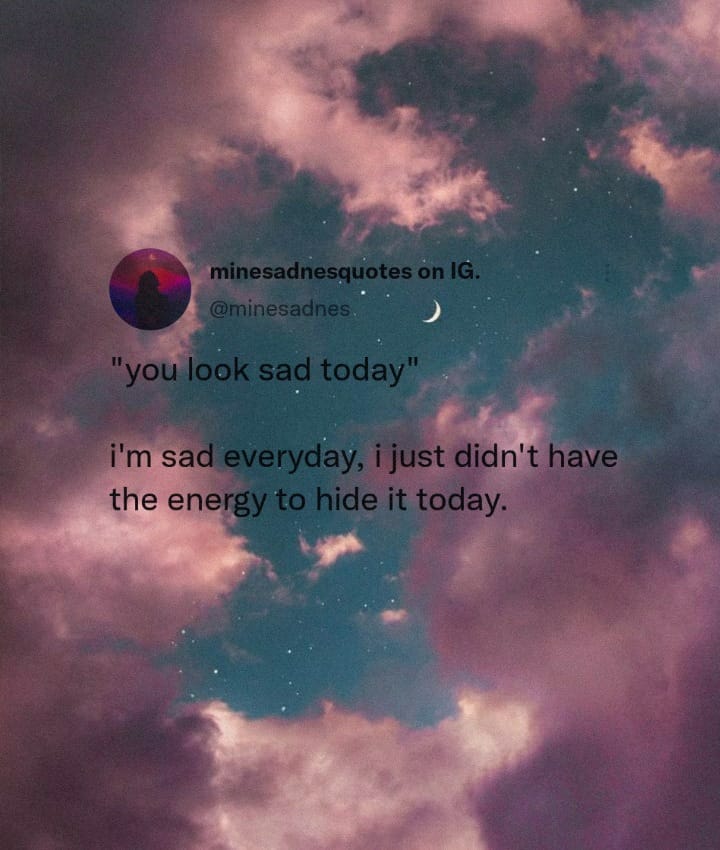 minesadnesquotes on IG.
@minesadnes
"you look sad today"
i'm sad everyday, i just didn't have
the energy to hide it today.